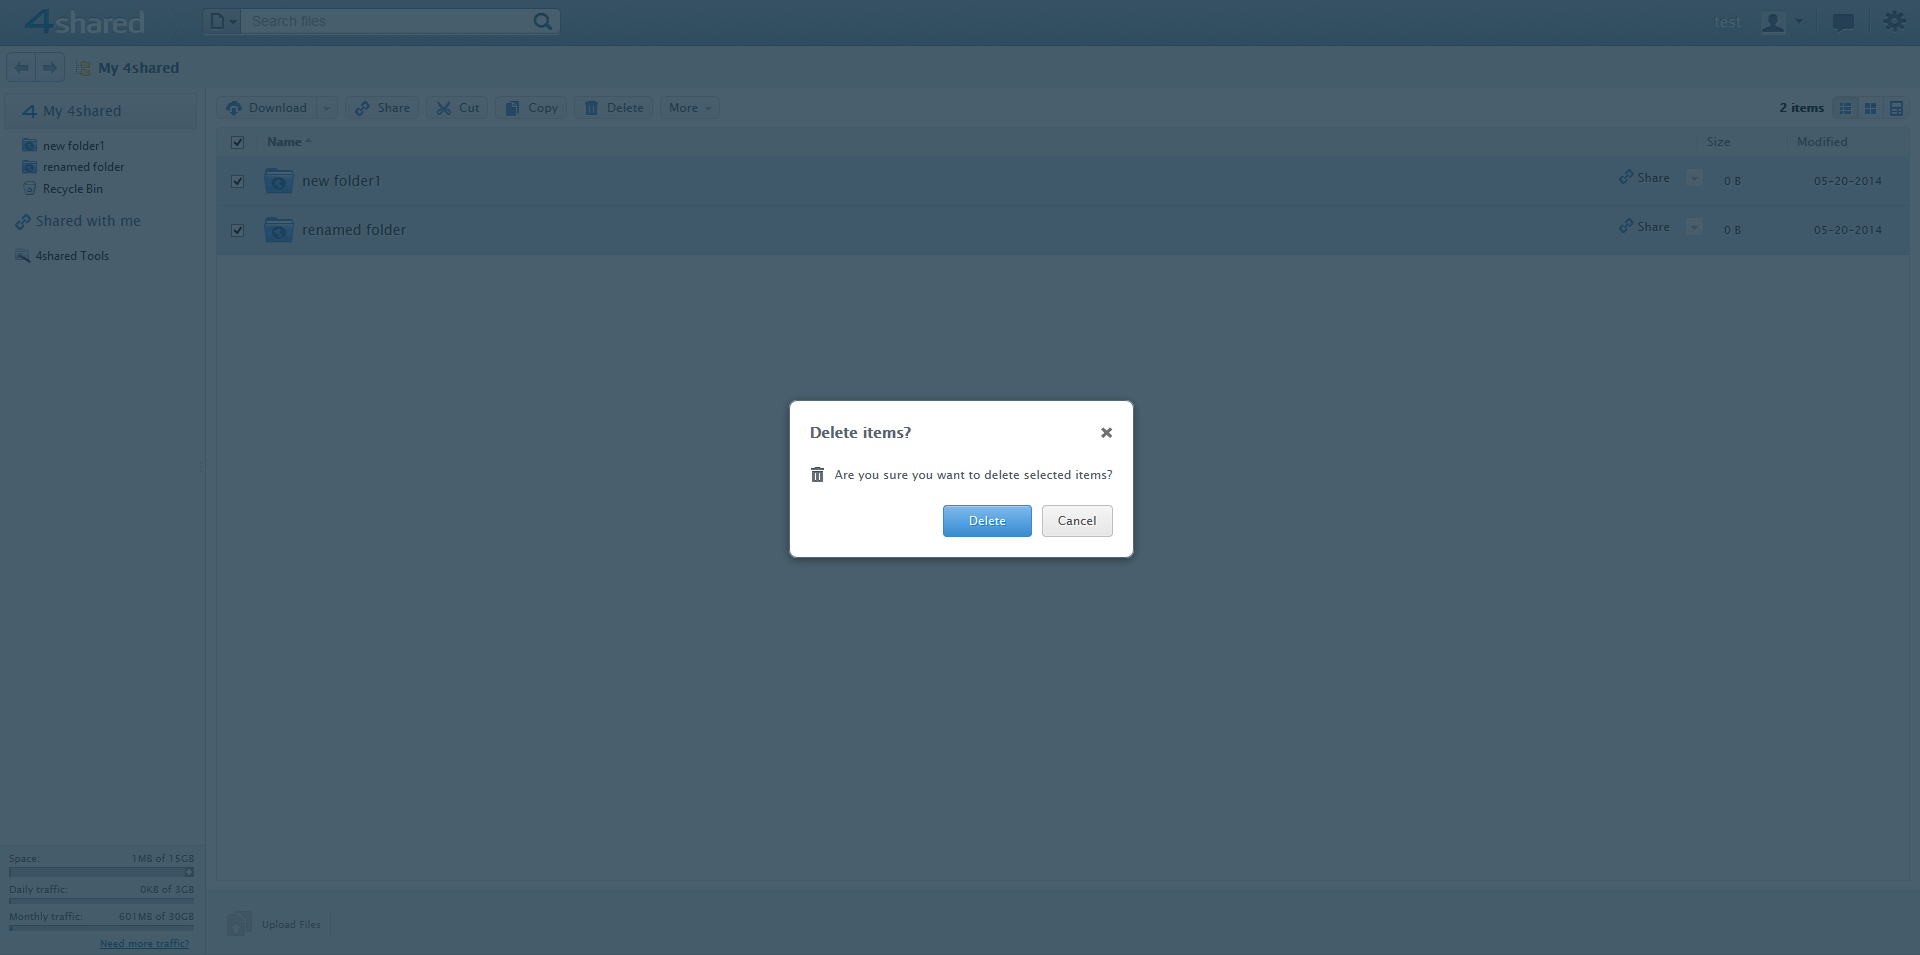 4shared
Search files
test
My 4shared
My 4shared
new folder1
renamed folder
Recycle Bin
Shared with me
4shared Tools
Download
Share
Cut
Copy
Delete
More
2 items
Name
Size
Modified
new folder1
Share
0 B
05-20-2014
renamed folder
Share
0 B
05-20-2014
Delete items?
Are you sure you want to delete selected items?
Delete
Cancel
Space: 1MB of 15GB
Daily traffic: 0KB of 3GB
Monthly traffic: 601MB of 30GB
Need more traffic?
Upload Files